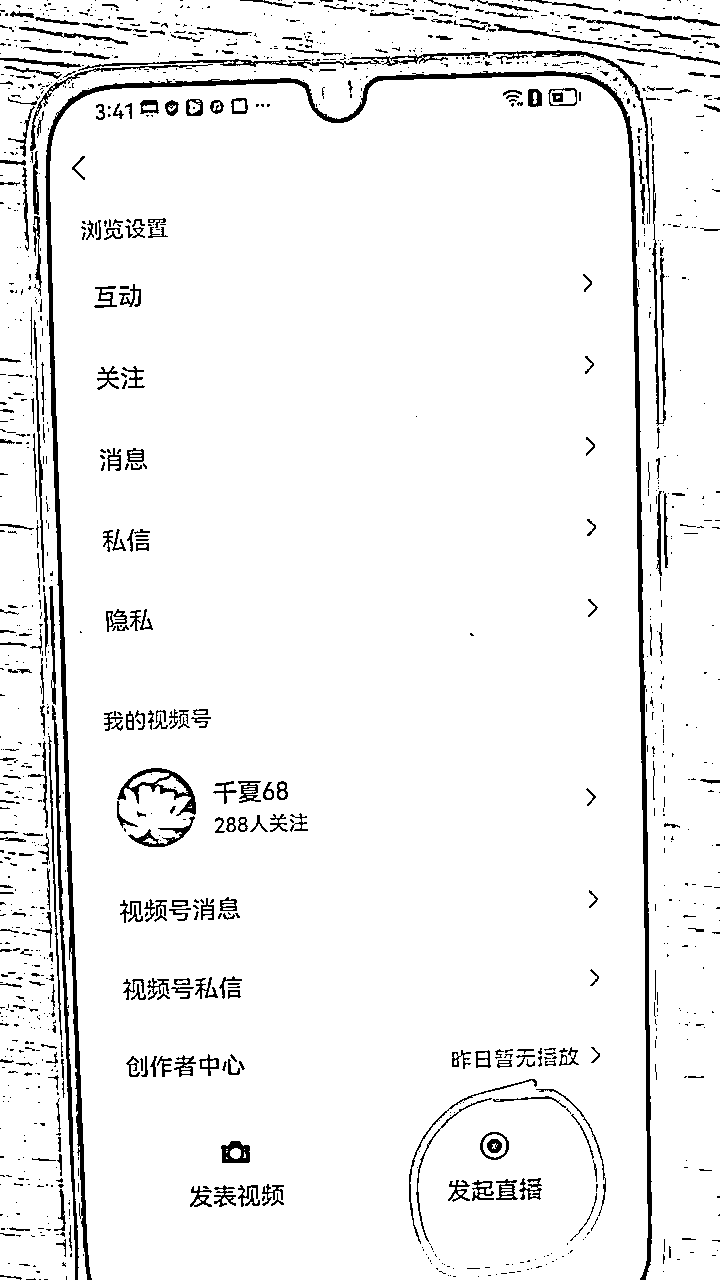 3:41
浏览设置
互动
关注
消息
私信
隐私
我的视频号
千夏68
288人关注
视频号消息
视频号私信
创作者中心 昨日暂无播放
发表视频 发起直播